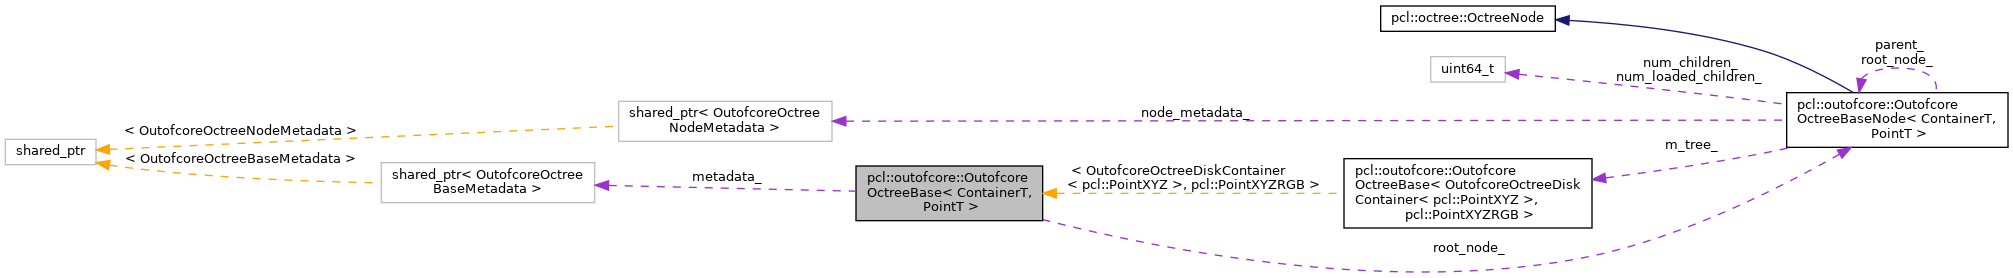 pcl::octree::OctreeNode
parent_
root_node_
uint64_t
num_children_
num_loaded_children_
pcl::outofcore::Outofcore
OctreeBaseNode< ContainerT,
PointT >
shared_ptr< OutofcoreOctree
NodeMetadata >
node_metadata_
< OutofcoreOctreeNodeMetadata >
shared_ptr
< OutofcoreOctreeBaseMetadata >
shared_ptr< OutofcoreOctree
BaseMetadata >
metadata_
pcl::outofcore::Outofcore
OctreeBase< ContainerT,
PointT >
< OutofcoreOctreeDiskContainer
< pcl::PointXYZ >, pcl::PointXYZRGB >
pcl::outofcore::Outofcore
OctreeBase< OutofcoreOctreeDisk
Container< pcl::PointXYZ >,
pcl::PointXYZRGB >
m_tree_
root_node_